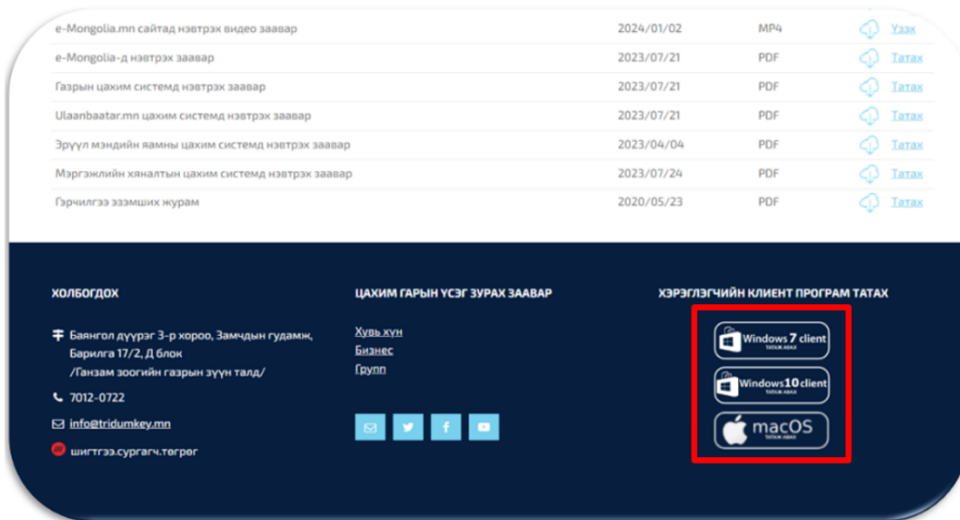 e-Mongolia.mn сайтад нэвтрэх видео заавар 2024/01/02 MP4 Үзэх
e-Mongolia-д нэвтрэх заавар 2023/07/21 PDF Татах
Газрын цахим системд нэвтрэх заавар 2023/07/21 PDF Татах
Ulaanbaatar.mn цахим системд нэвтрэх заавар 2023/07/21 PDF Татах
Эрүүл мэндийн яамны цахим системд нэвтрэх заавар 2023/04/04 PDF Татах
Мэргэжлийн хяналтын цахим системд нэвтрэх заавар 2023/07/24 PDF Татах
Гэрчилгээ эзэмших журам 2020/05/23 PDF Татах
ХОЛБОГДОХ
Баянгол дүүрэг 3-р хороо, Замчдын гудамж,
Барилга 17/2, Д блок
/Ганзам зоогийн газрын зүүн талд/
7012-0722
info@tridumkey.mn
шигтгээ.сургагч.төгрөг
ЦАХИМ ГАРЫН ҮСЭГ ЗУРАХ ЗААВАР
Хувь хүн
Бизнес
Групп
ХЭРЭГЛЭГЧИЙН КЛИЕНТ ПРОГРАМ ТАТАХ
Windows 7 client
ТАТАЖ АВАХ
Windows10 client
ТАТАЖ АВАХ
macOS
ТАТАЖ АВАХ